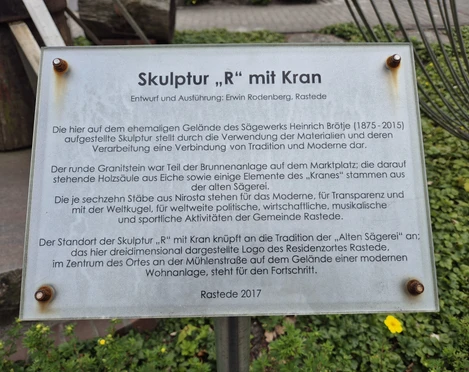 Skulptur „R“ mit Kran
Entwurf und Ausführung: Erwin Rodenberg, Rastede
Die hier auf dem ehemaligen Gelände des Sägewerks Heinrich Brötje (1875 - 2015)
aufgestellte Skulptur stellt durch die Verwendung der Materialien und deren
Verarbeitung eine Verbindung von Tradition und Moderne dar.
Der runde Granitstein war Teil der Brunnenanlage auf dem Marktplatz; die darauf
stehende Holzsäule aus Eiche sowie einige Elemente des „Kranes“ stammen aus
der alten Sägerei.
Die je sechzehn Stäbe aus Nirosta stehen für das Moderne, für Transparenz und
mit der Weltkugel, für weltweite politische, wirtschaftliche, musikalische
und sportliche Aktivitäten der Gemeinde Rastede.
Der Standort der Skulptur „R“ mit Kran knüpft an die Tradition der „Alten Sägerei“ an;
das hier dreidimensional dargestellte Logo des Residenzortes Rastede,
im Zentrum des Ortes an der Mühlenstraße auf dem Gelände einer modernen
Wohnanlage, steht für den Fortschritt.
Rastede 2017